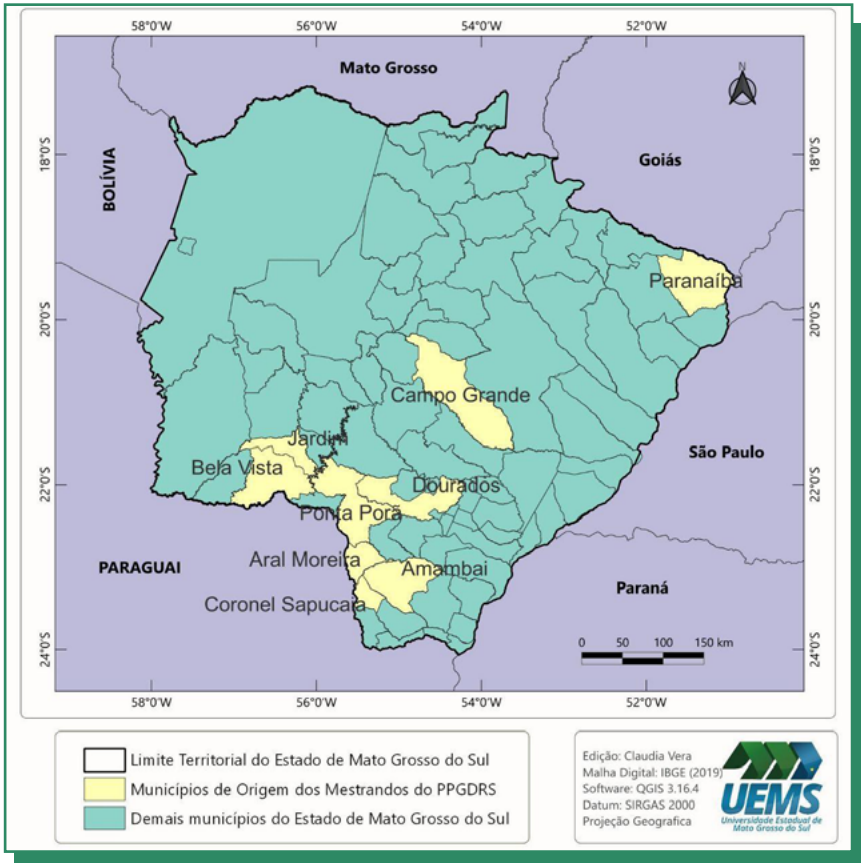 58°0'W 56°0'W 54°0'W 52°0'W
Mato Grosso
N
18°0'S 18°0'S
BOLÍVIA
Goiás
Paranaíba
20°0'S 20°0'S
Campo Grande
Jardim
São Paulo
Bela Vista
22°0'S 22°0'S
Dourados
Ponta Porã
Aral Moreira
PARAGUAI
Amambai
Paraná
Coronel Sapucaia
24°0'S 24°0'S
0 50 100 150 km
58°0'W 56°0'W 54°0'W 52°0'W
Limite Territorial do Estado de Mato Grosso do Sul
Municípios de Origem dos Mestrandos do PPGDRS
Demais municípios do Estado de Mato Grosso do Sul
Edição: Claudia Vera
Malha Digital: IBGE (2019)
Software: QGIS 3.16.4
Datum: SIRGAS 2000
Projeção Geografica
UEMS
Universidade Estadual de
Mato Grosso do Sul